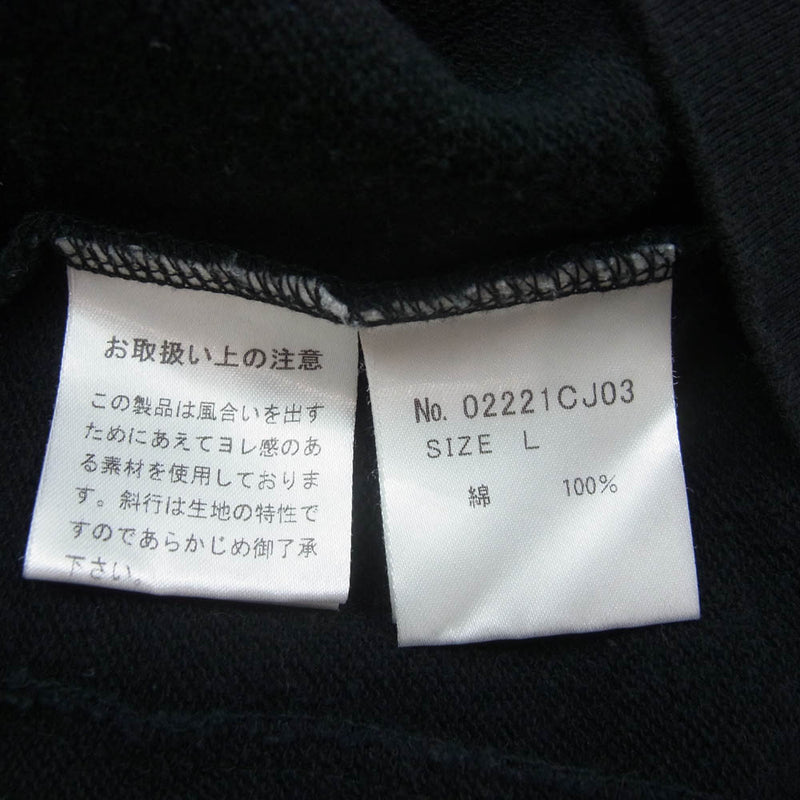 お取扱い上の注意
この製品は風合いを出す
ためにあえてヨレ感のあ
る素材を使用しておりま
す。斜行は生地の特性で
すのであらかじめ御了承
下さい。
No. 02221CJ03
SIZE L
綿 100%